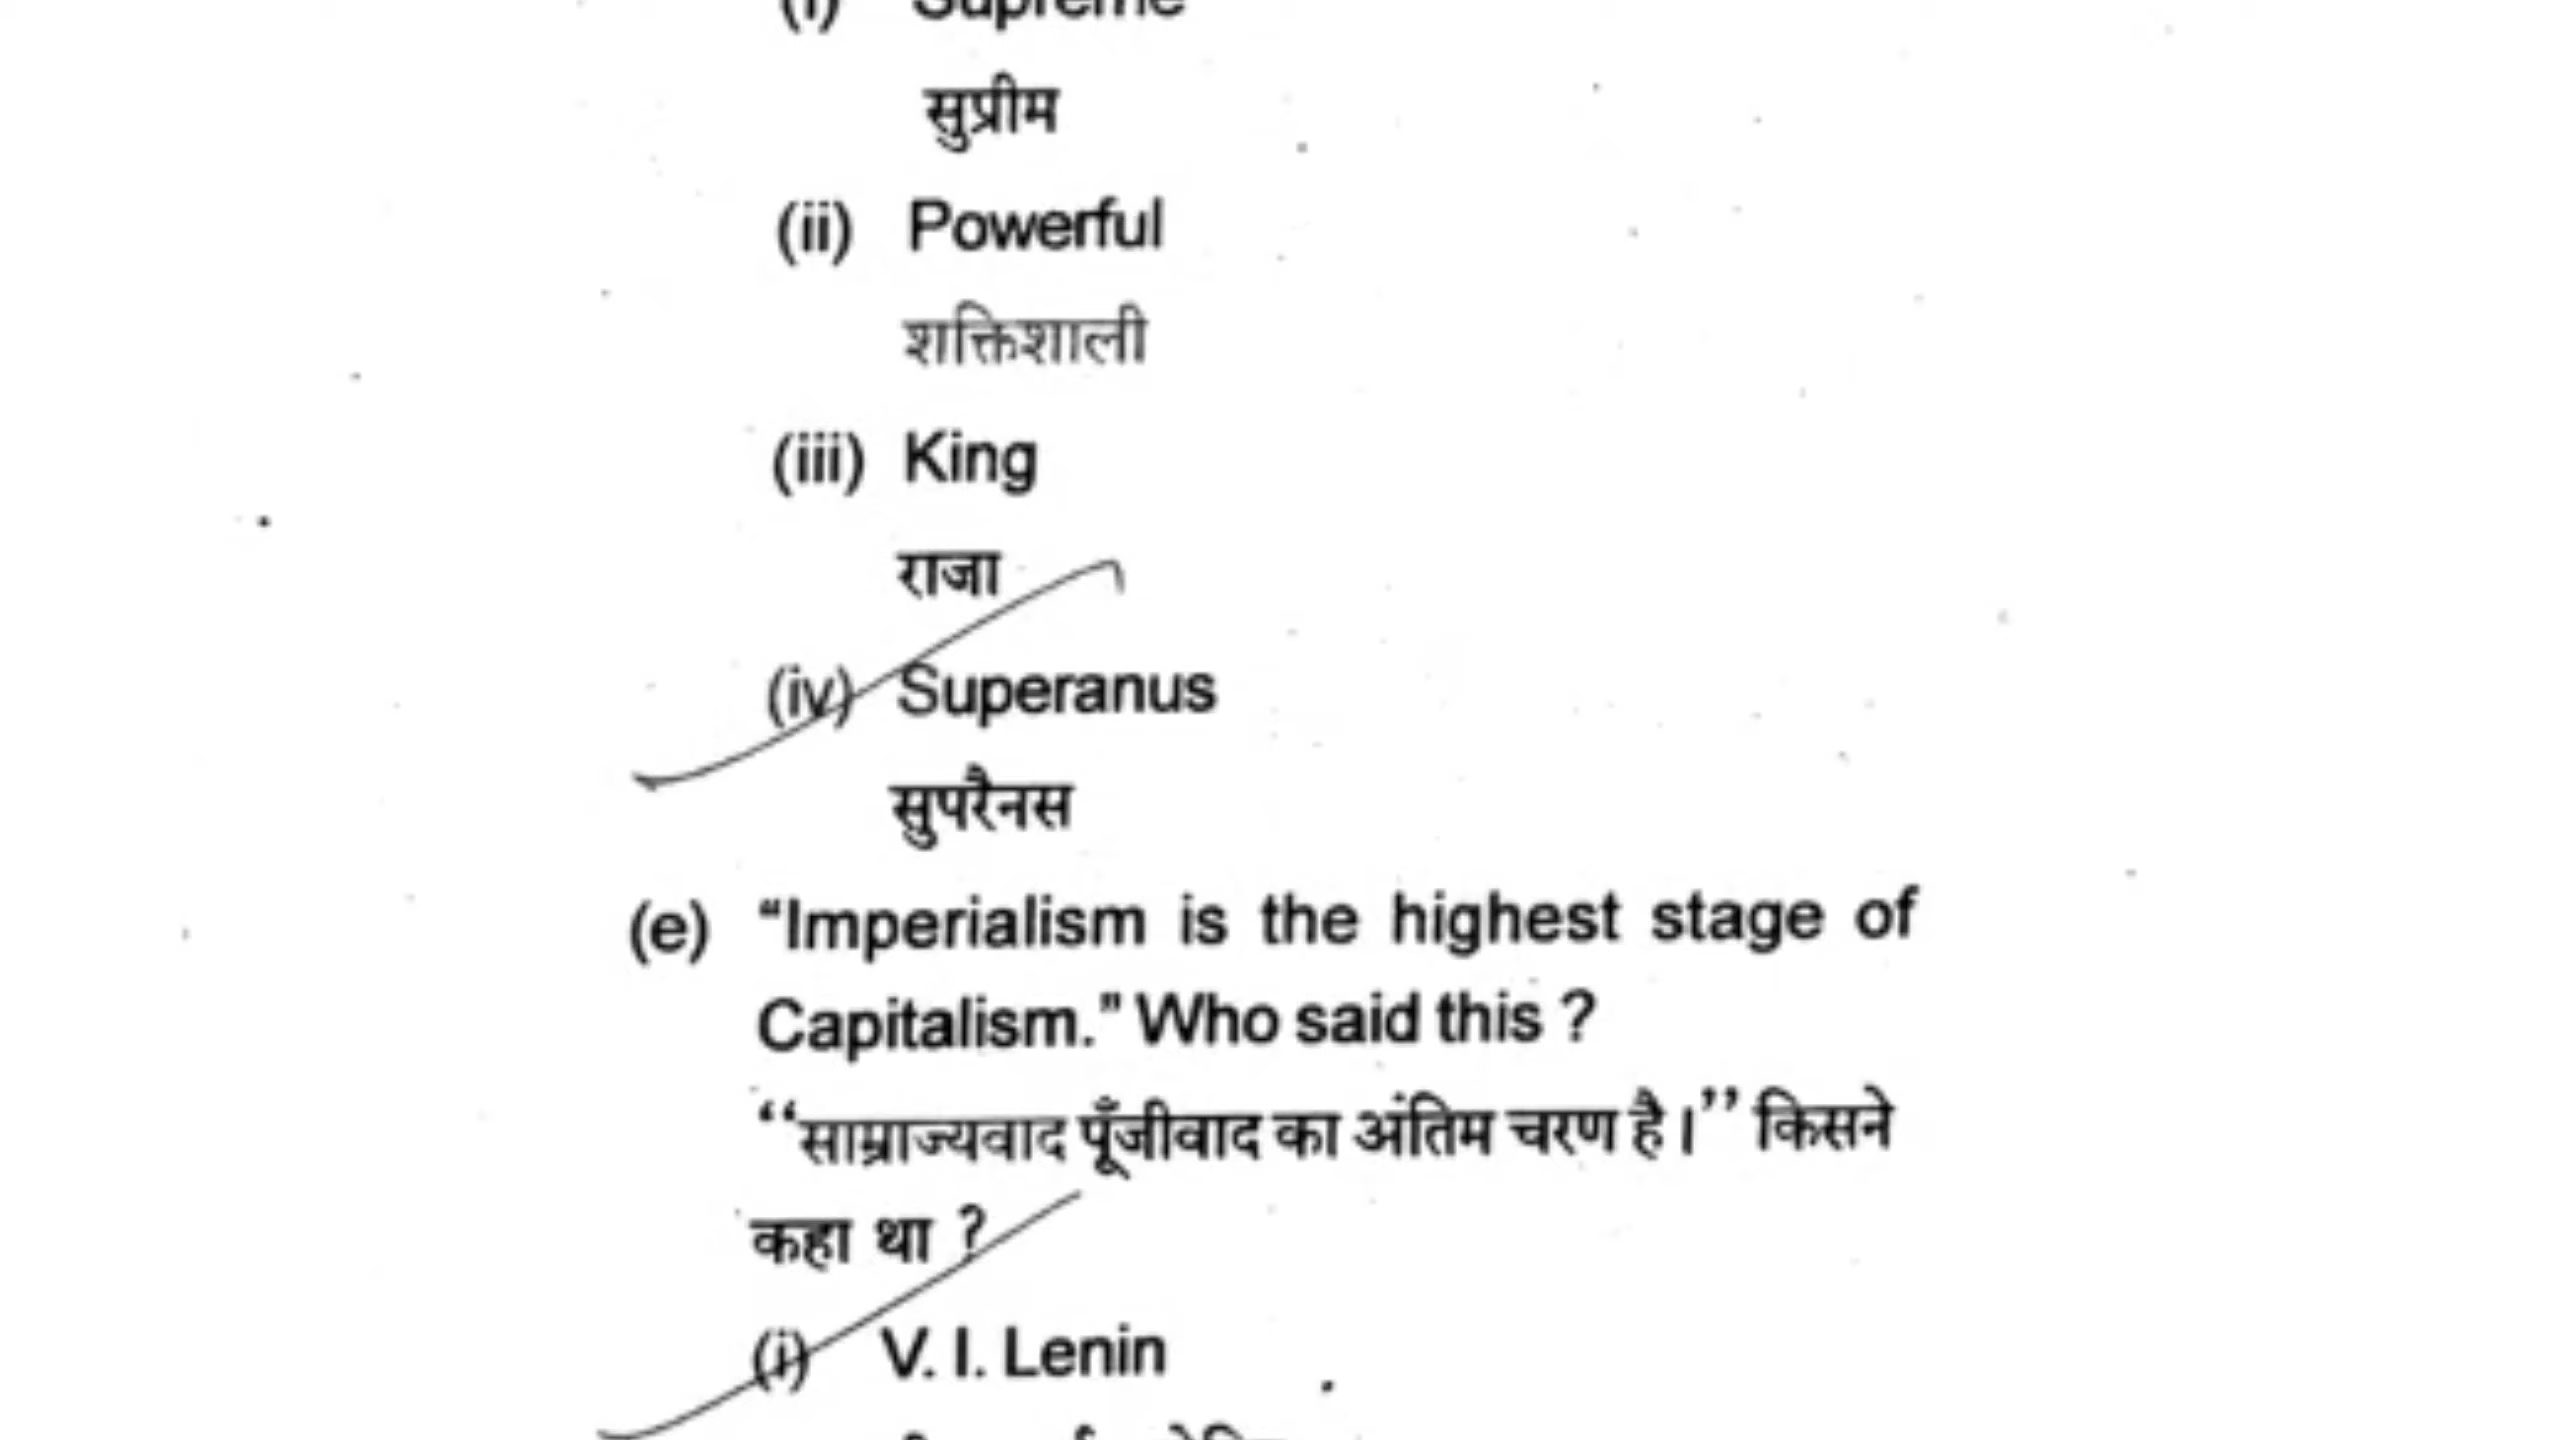 (i) Supreme
सुप्रीम
(ii) Powerful
शक्तिशाली
(iii) King
राजा
(iv) Superanus
सुपरैनस
(e) “Imperialism is the highest stage of
Capitalism.” Who said this ?
‘‘साम्राज्यवाद पूँजीवाद का अंतिम चरण है।’’ किसने
कहा था ?
(i) V. I. Lenin